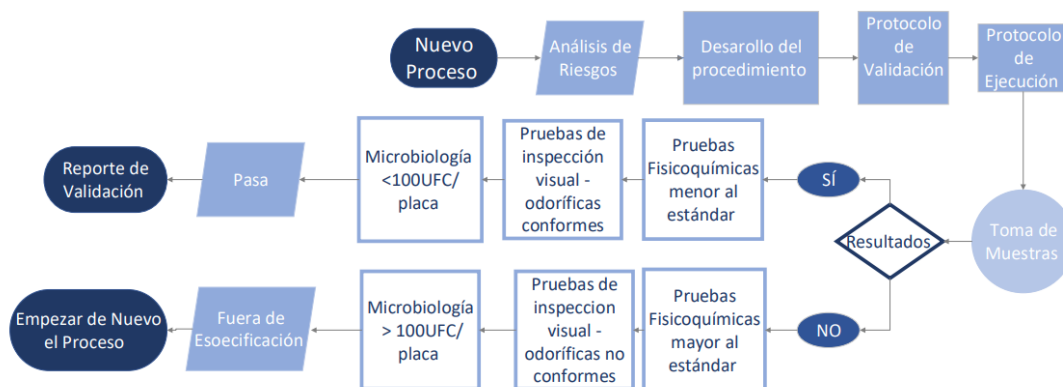 Nuevo
Proceso
Análisis de
Riesgos
Desarollo del
procedimiento
Protocolo
de
Validación
Protocolo
de
Ejecución
Reporte de
Validación
Pasa
Microbiología
<100UFC/
placa
Pruebas de
inspección
visual -
odoríficas
conformes
Pruebas
Fisicoquímicas
menor al
estándar
SÍ
Resultados
Toma de
Muestras
Empezar de Nuevo
el Proceso
Fuera de
Esoecificación
Microbiología
> 100UFC/
placa
Pruebas de
inspeccion
visual -
odoríficas no
conformes
Pruebas
Fisicoquímicas
mayor al
estándar
NO